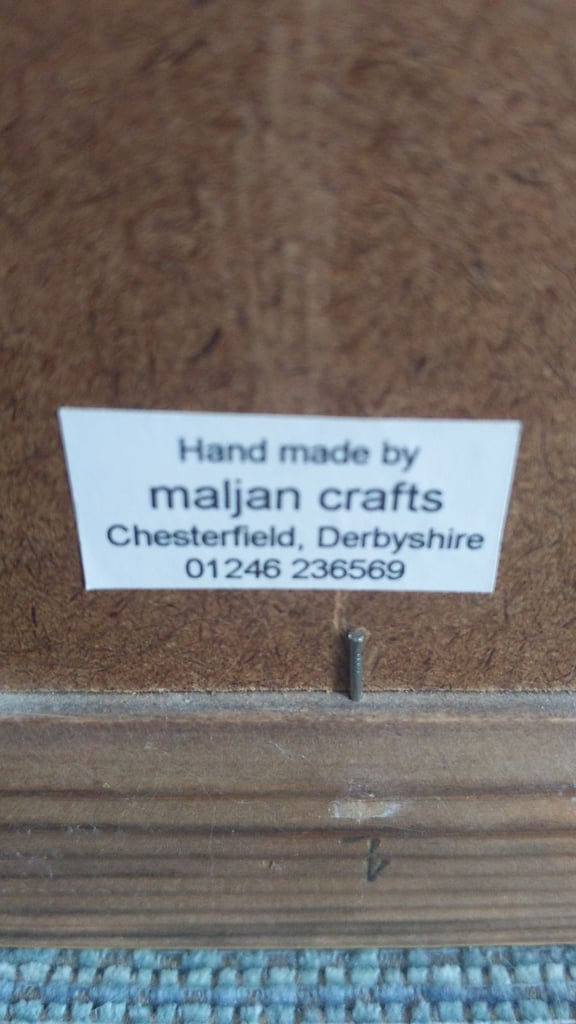 Hand made by
maljan crafts
Chesterfield, Derbyshire
01246 236569